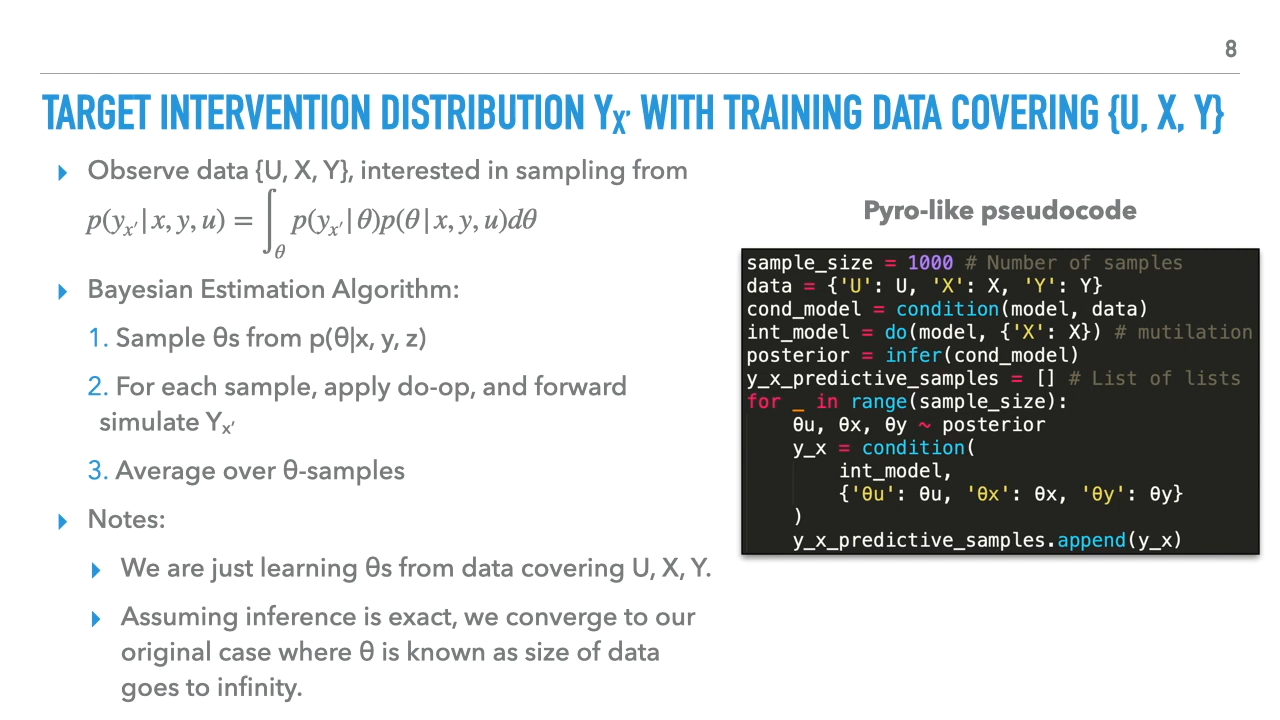 8
TARGET INTERVENTION DISTRIBUTION Yx' WITH TRAINING DATA COVERING {U, X, Y}
Observe data {U, X, Y}, interested in sampling from
p(y_{x'}|x, y, u) = ∫_θ p(y_{x'}|θ)p(θ|x, y, u)dθ
Bayesian Estimation Algorithm:
1. Sample θs from p(θ|x, y, z)
2. For each sample, apply do-op, and forward
simulate Yx'
3. Average over θ-samples
Notes:
We are just learning θs from data covering U, X, Y.
Assuming inference is exact, we converge to our
original case where θ is known as size of data
goes to infinity.
Pyro-like pseudocode
sample_size = 1000 # Number of samples
data = {'U': U, 'X': X, 'Y': Y}
cond_model = condition(model, data)
int_model = do(model, {'X': X}) # mutilation
posterior = infer(cond_model)
y_x_predictive_samples = [] # List of lists
for _ in range(sample_size):
    θu, θx, θy ~ posterior
    y_x = condition(
        int_model,
        {'θu': θu, 'θx': θx, 'θy': θy}
    )
    y_x_predictive_samples.append(y_x)